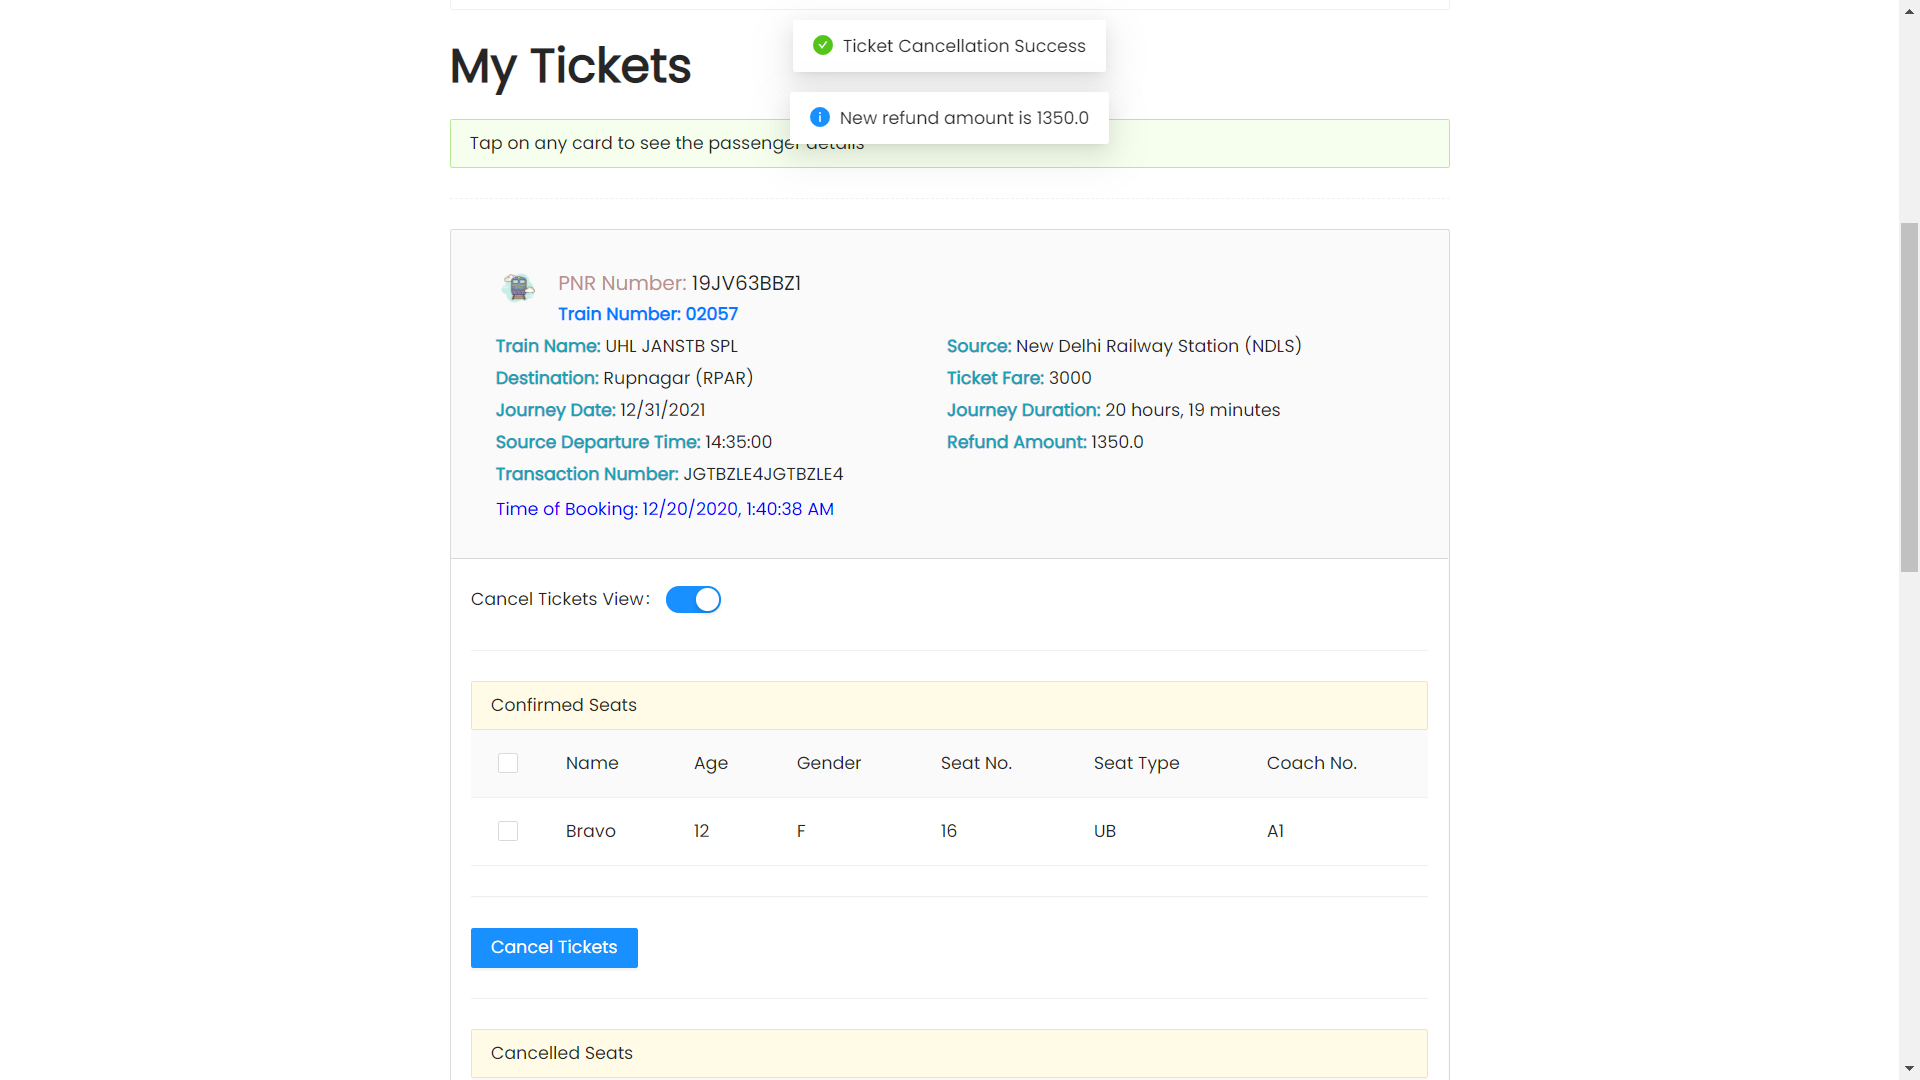 Ticket Cancellation Success
My Tickets
New refund amount is 1350.0
Tap on any card to see the passenger details
PNR Number: 19JV63BBZ1
Train Number: 02057
Train Name: UHL JANSTB SPL
Source: New Delhi Railway Station (NDLS)
Destination: Rupnagar (RPAR)
Ticket Fare: 3000
Journey Date: 12/31/2021
Journey Duration: 20 hours, 19 minutes
Source Departure Time: 14:35:00
Refund Amount: 1350.0
Transaction Number: JGTBZLE4JGTBZLE4
Time of Booking: 12/20/2020, 1:40:38 AM
Cancel Tickets View:
Confirmed Seats
Name Age Gender Seat No. Seat Type Coach No.
Bravo 12 F 16 UB A1
Cancel Tickets
Cancelled Seats